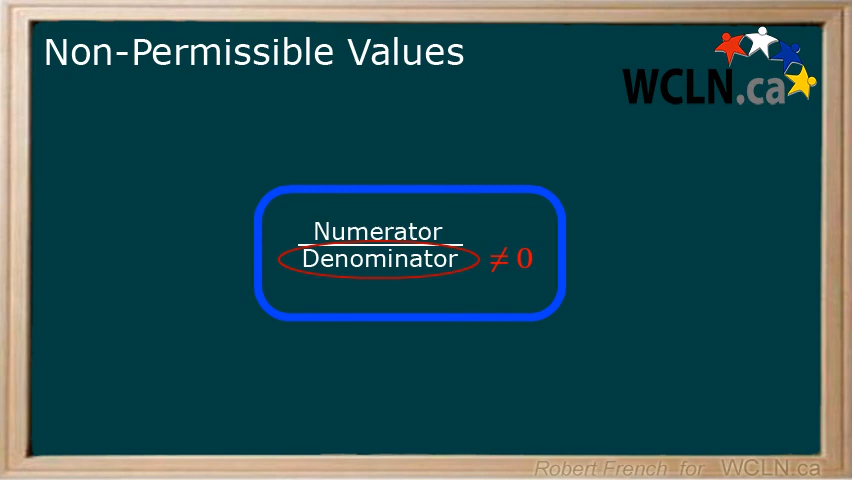 Non-Permissible Values
WCLN.ca
Numerator
Denominator ≠ 0
Robert French for WCLN.ca